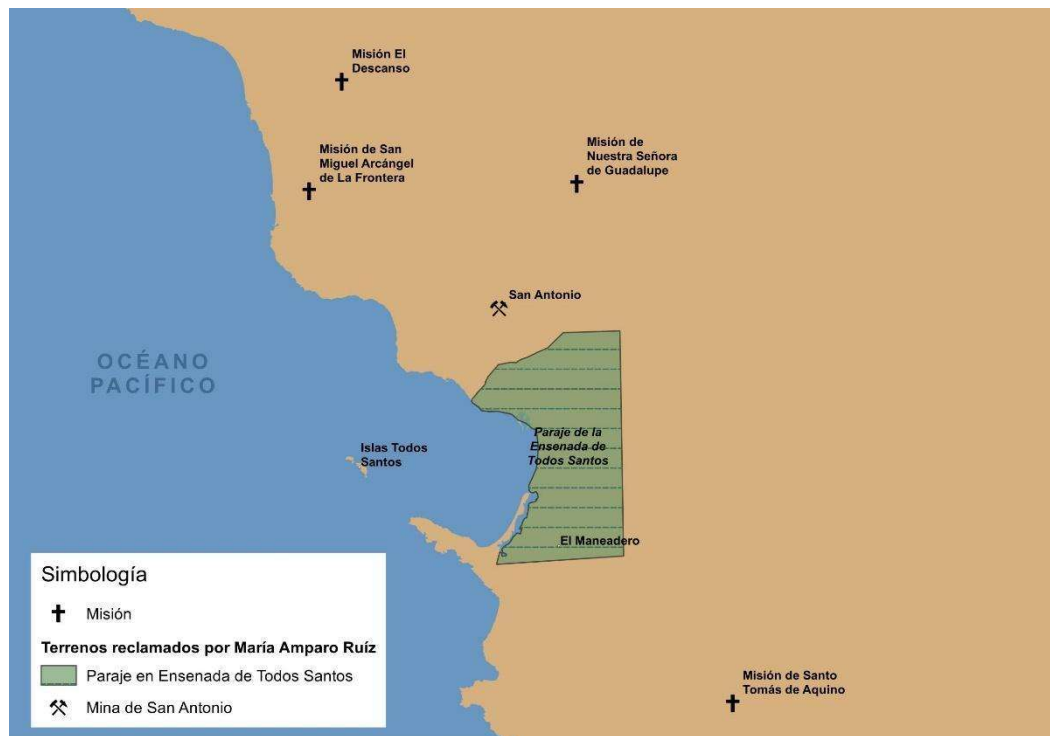 Misión El
Descanso
Misión de San
Miguel Arcángel
de La Frontera
Misión de
Nuestra Señora
de Guadalupe
San Antonio
OCÉANO
PACÍFICO
Paraje de la
Ensenada de
Todos Santos
Islas Todos
Santos
El Maneadero
Misión de Santo
Tomás de Aquino
Simbología
Misión
Terrenos reclamados por María Amparo Ruíz
Paraje en Ensenada de Todos Santos
Mina de San Antonio